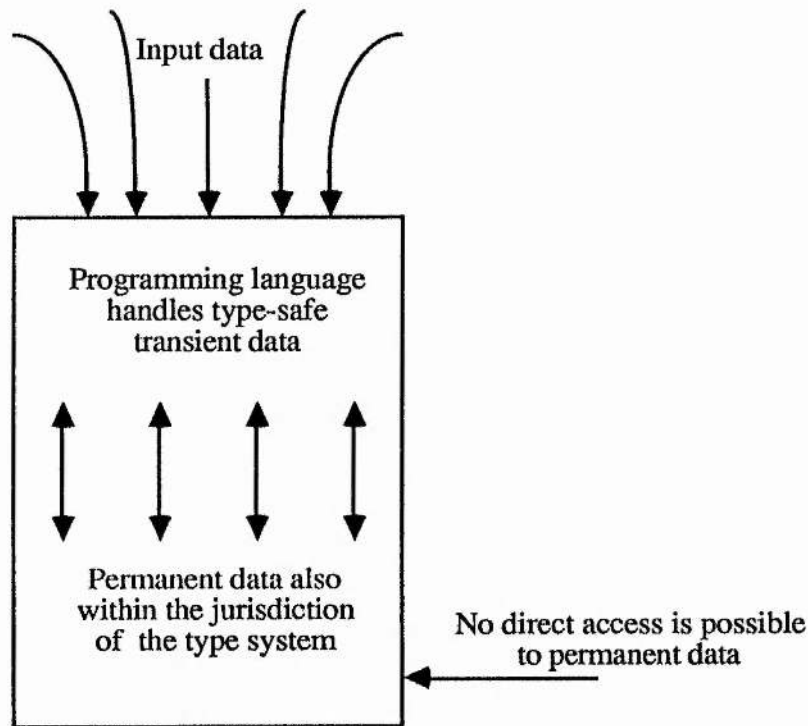 Input data
Programming language
handles type-safe
transient data
Permanent data also
within the jurisdiction
of the type system
No direct access is possible
to permanent data